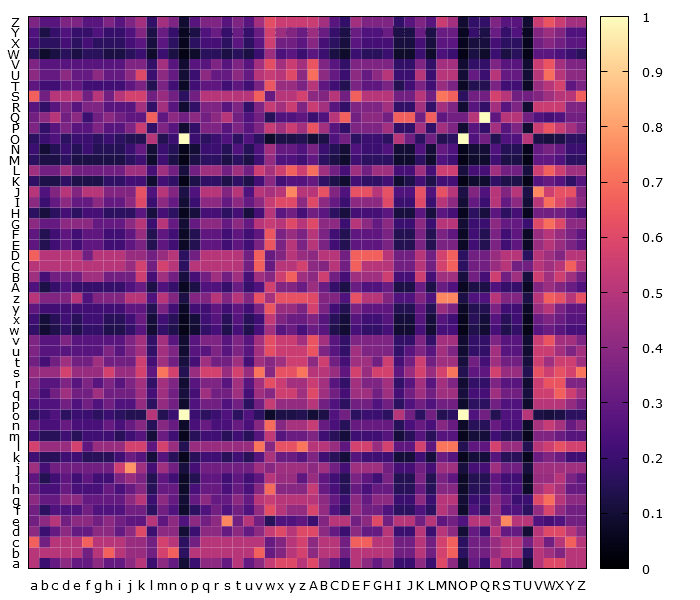 Z
Y
X
W
V
U
T
S
R
Q
P
O
N
M
L
K
J
I
H
G
F
E
D
C
B
A
z
y
x
w
v
u
t
s
r
q
p
o
n
m
l
k
j
i
h
g
f
e
d
c
b
a
a b c d e f g h i j k l m n o p q r s t u v w x y z A B C D E F G H I J K L M N O P Q R S T U V W X Y Z
1
0.9
0.8
0.7
0.6
0.5
0.4
0.3
0.2
0.1
0